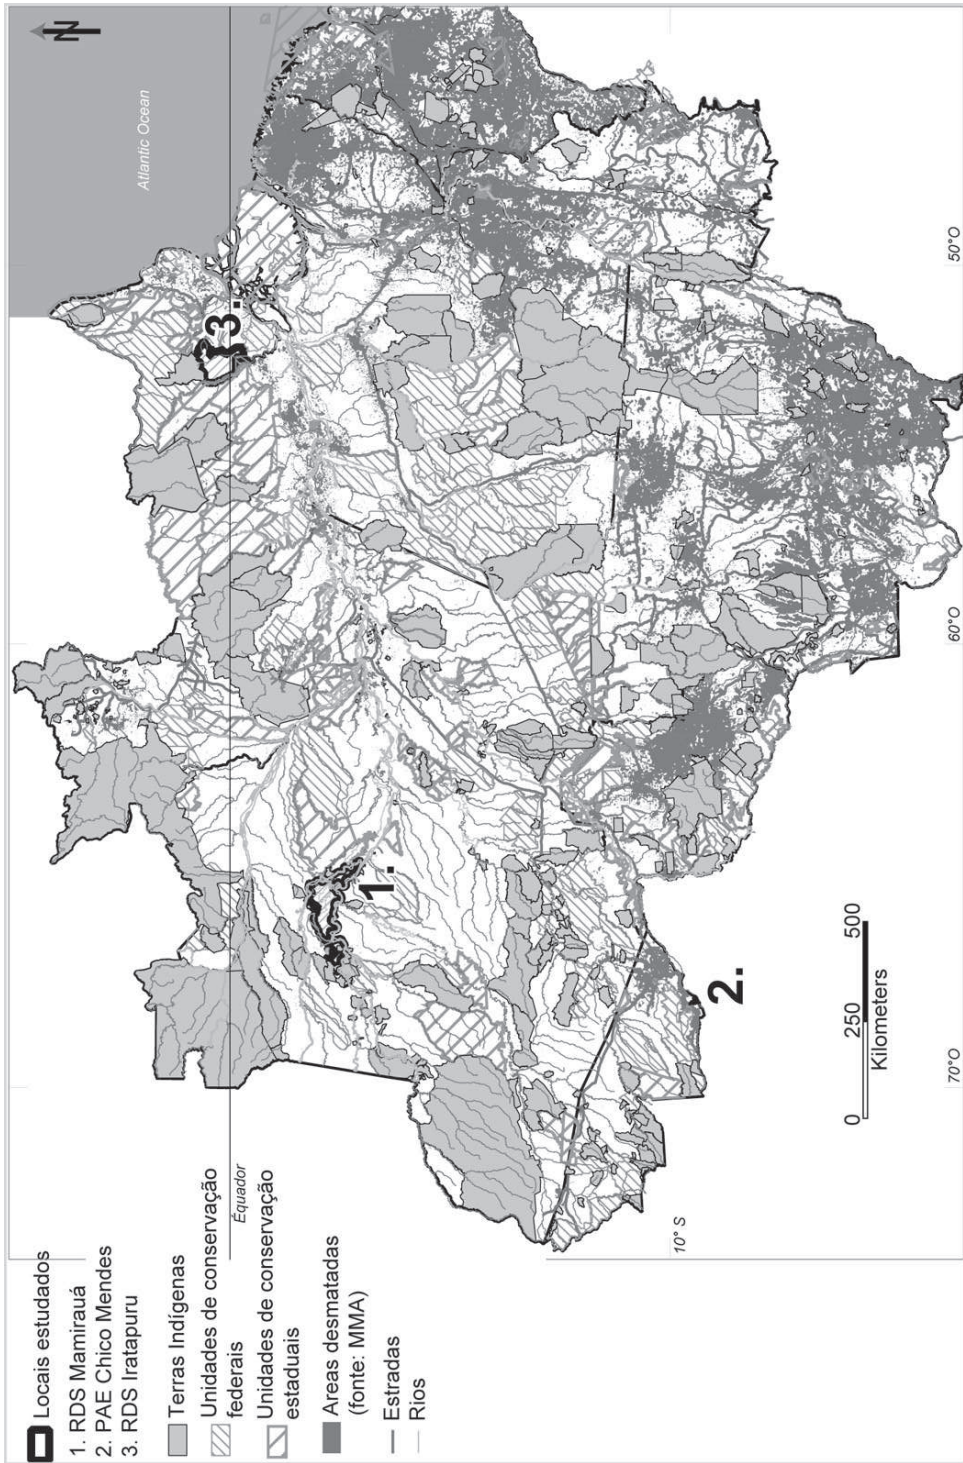 N
Atlantic Ocean
3.
1.
2.
Équador
10° S
70°O
60°O
50°O
0 250 500
Kilometers
Locais estudados
1. RDS Mamirauá
2. PAE Chico Mendes
3. RDS Iratapuru
Terras Indígenas
Unidades de conservação
federais
Unidades de conservação
estaduais
Areas desmatadas
(fonte: MMA)
Estradas
Rios